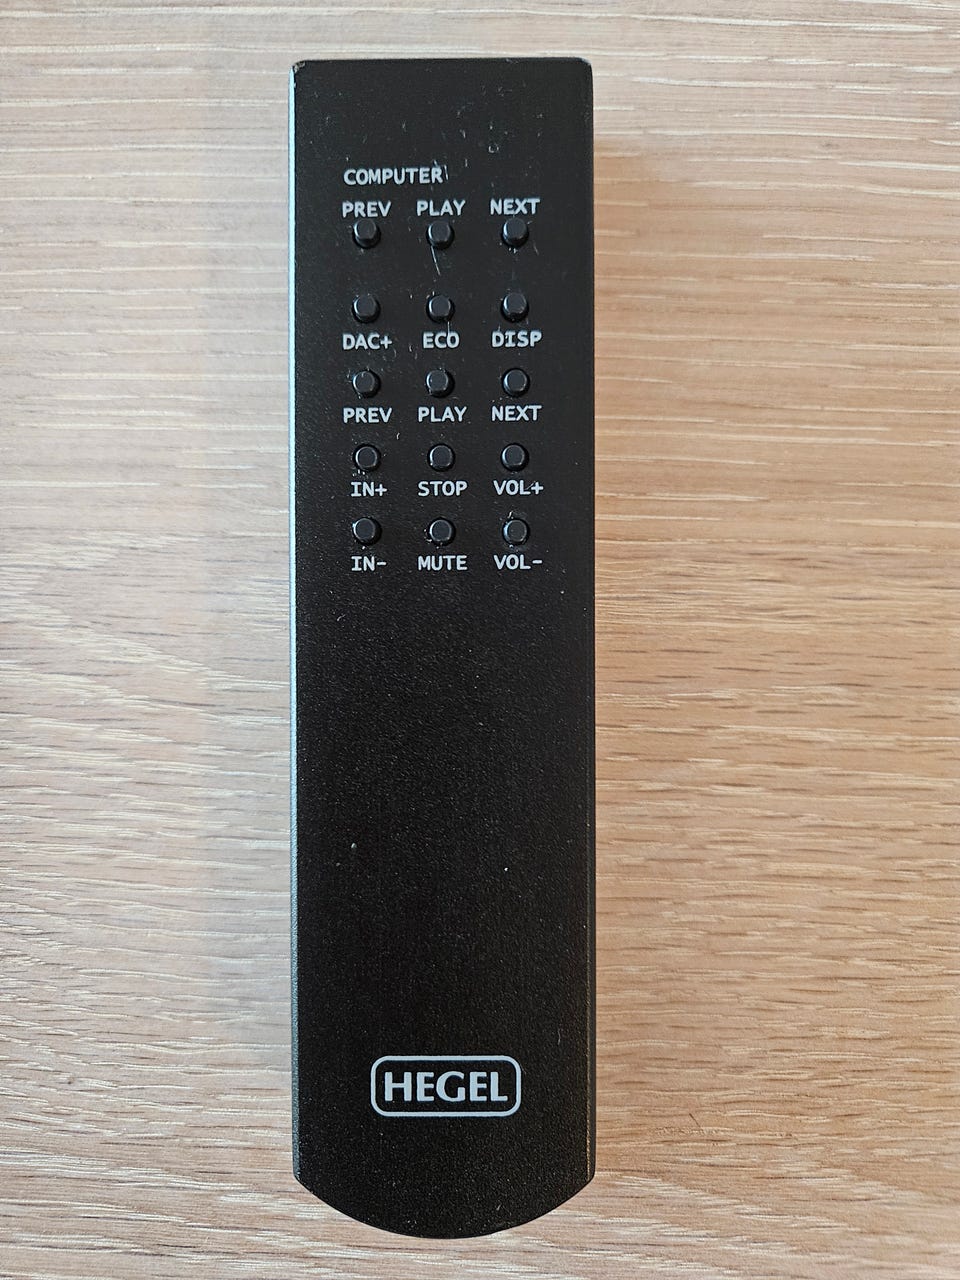 COMPUTER
PREV PLAY NEXT
DAC+ ECO DISP
PREV PLAY NEXT
IN+ STOP VOL+
IN- MUTE VOL-
HEGEL